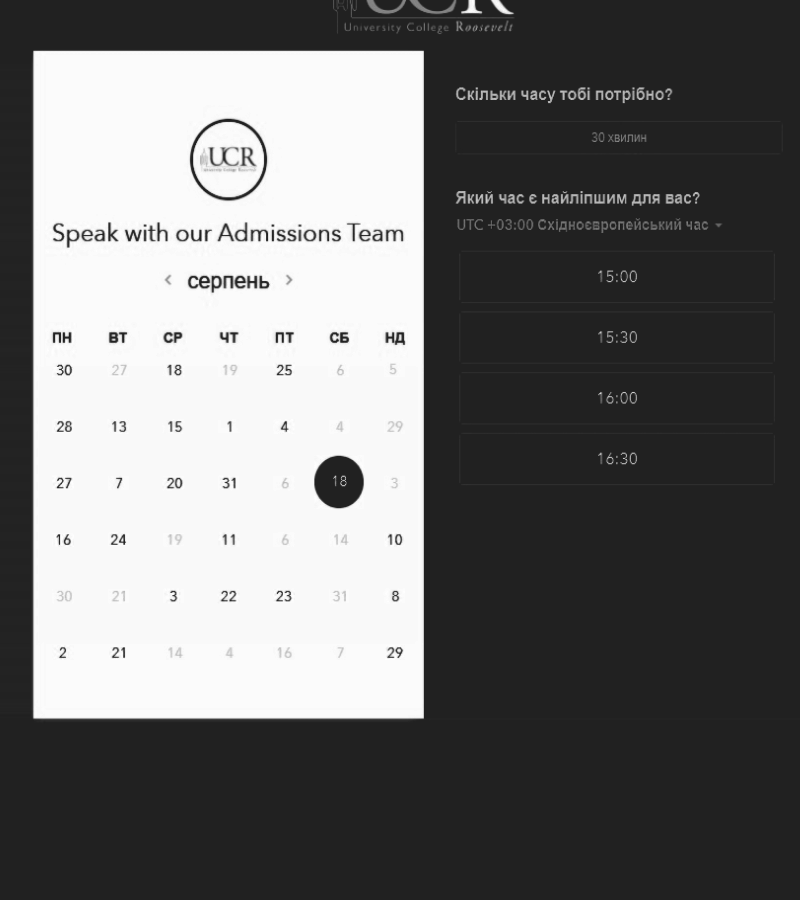 UCR
University College Roosevelt
UCR
Speak with our Admissions Team
серпень
ПН ВТ СР ЧТ ПТ СБ НД
30 27 18 19 25 6 5
28 13 15 1 4 4 29
27 7 20 31 6 18 3
16 24 19 11 6 14 10
30 21 3 22 23 31 8
2 21 14 4 16 7 29
Скільки часу тобі потрібно?
30 хвилин
Який час є найліпшим для вас?
UTC +03:00 Східноєвропейський час
15:00
15:30
16:00
16:30